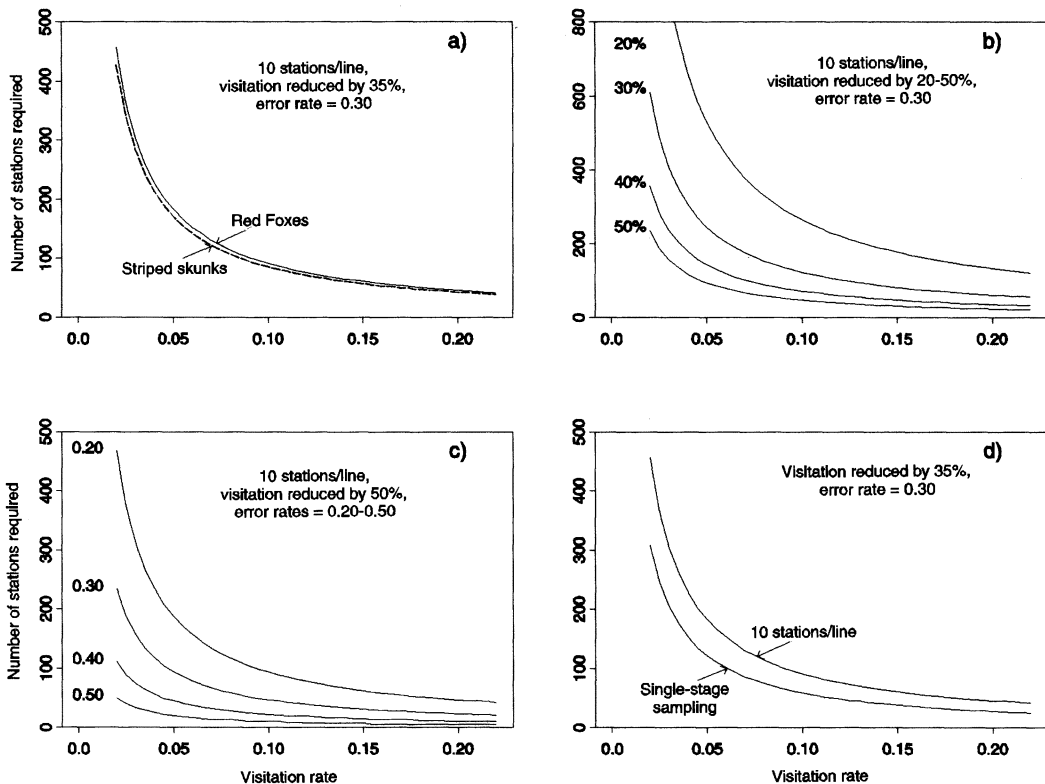 a)
10 stations/line,
visitation reduced by 35%,
error rate = 0.30
Red Foxes
Striped skunks
Number of stations required
0
100
200
300
400
500
0.0
0.05
0.10
0.15
0.20
b)
10 stations/line,
visitation reduced by 20-50%,
error rate = 0.30
20%
30%
40%
50%
0
200
400
600
800
0.0
0.05
0.10
0.15
0.20
c)
10 stations/line,
visitation reduced by 50%,
error rates = 0.20-0.50
0.20
0.30
0.40
0.50
Number of stations required
0
100
200
300
400
500
0.0
0.05
0.10
0.15
0.20
Visitation rate
d)
Visitation reduced by 35%,
error rate = 0.30
10 stations/line
Single-stage
sampling
0
100
200
300
400
500
0.0
0.05
0.10
0.15
0.20
Visitation rate